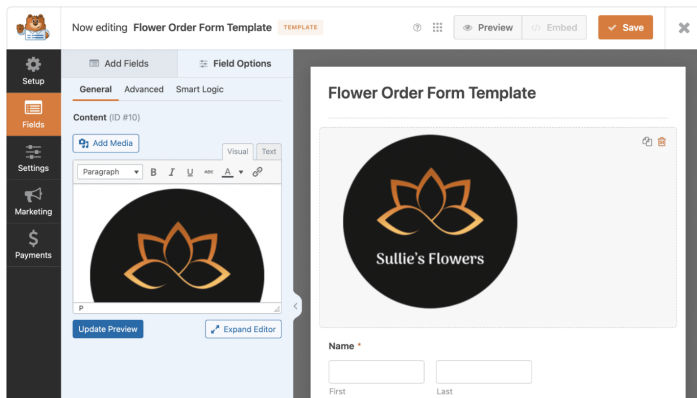 Now editing Flower Order Form Template TEMPLATE
Preview
</> Embed
Save
Setup
Fields
Settings
Marketing
Payments
Add Fields
Field Options
General Advanced Smart Logic
Content (ID #10)
Add Media
Visual Text
Paragraph B I U ABC A
P
Update Preview
Expand Editor
Flower Order Form Template
Sullie's Flowers
Name *
First Last